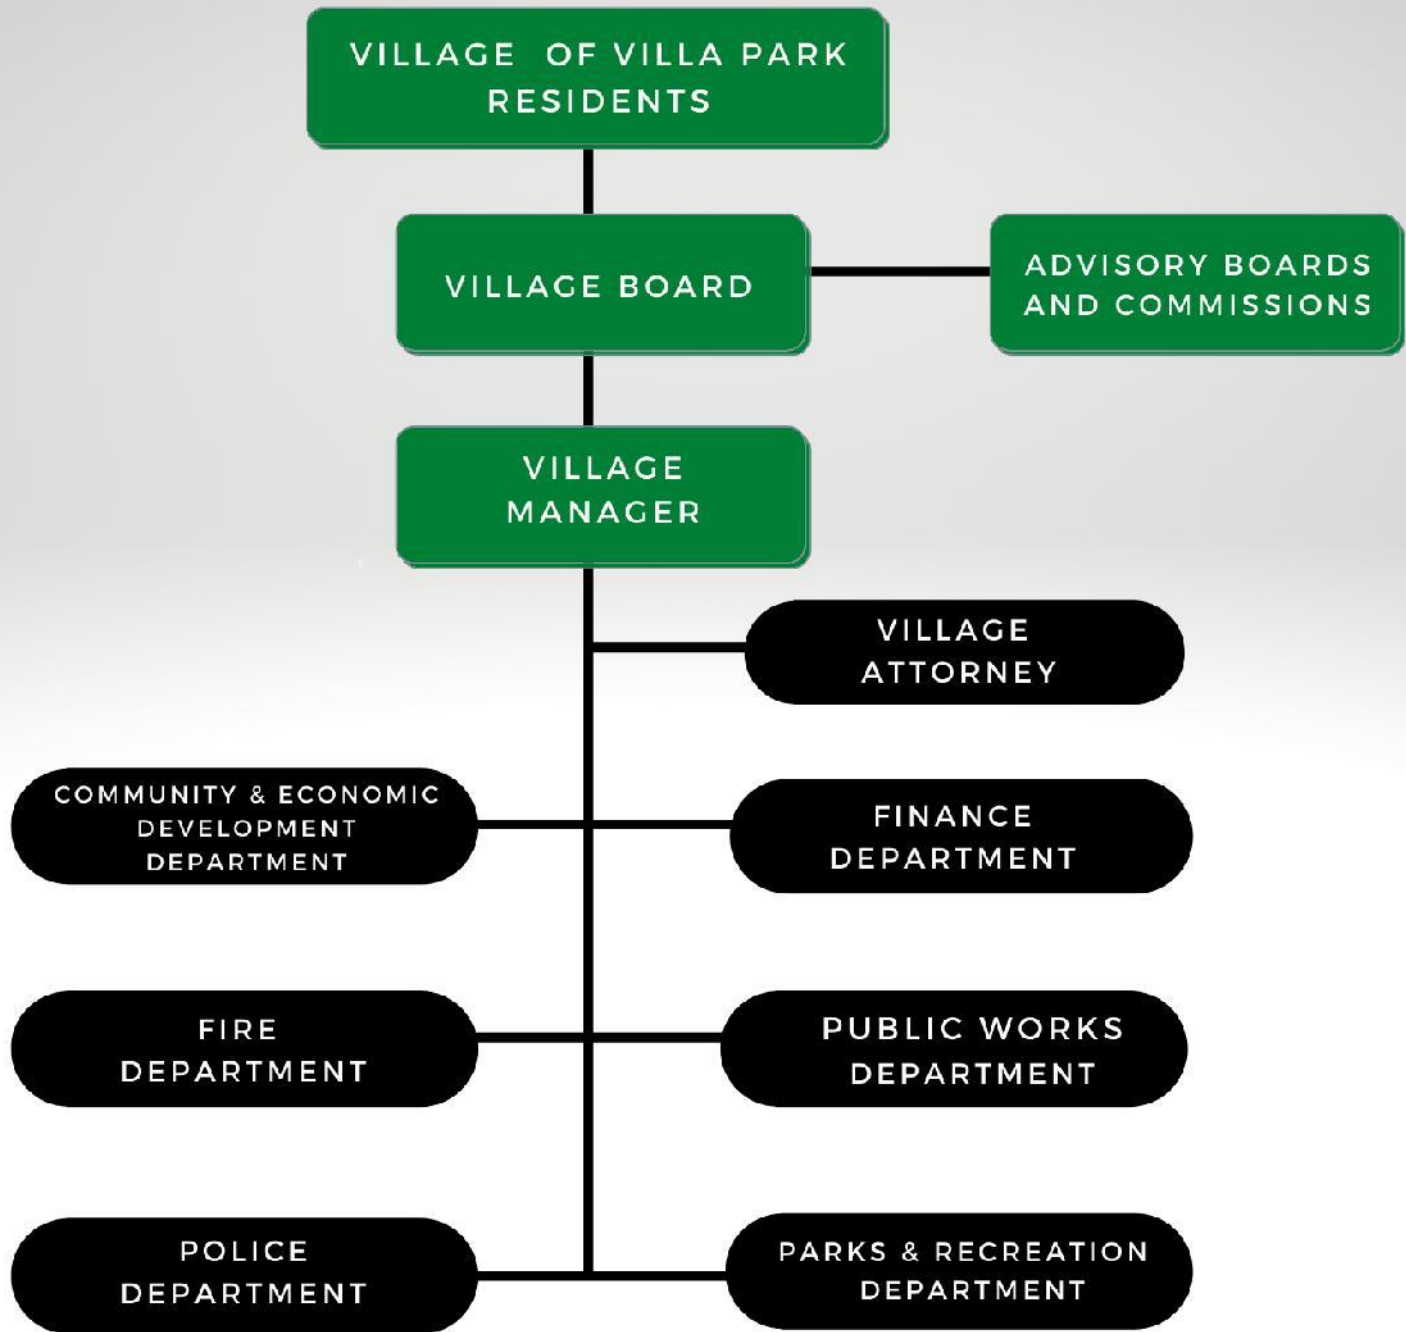 VILLAGE OF VILLA PARK
RESIDENTS
VILLAGE BOARD
ADVISORY BOARDS
AND COMMISSIONS
VILLAGE
MANAGER
VILLAGE
ATTORNEY
COMMUNITY & ECONOMIC
DEVELOPMENT
DEPARTMENT
FINANCE
DEPARTMENT
FIRE
DEPARTMENT
PUBLIC WORKS
DEPARTMENT
POLICE
DEPARTMENT
PARKS & RECREATION
DEPARTMENT